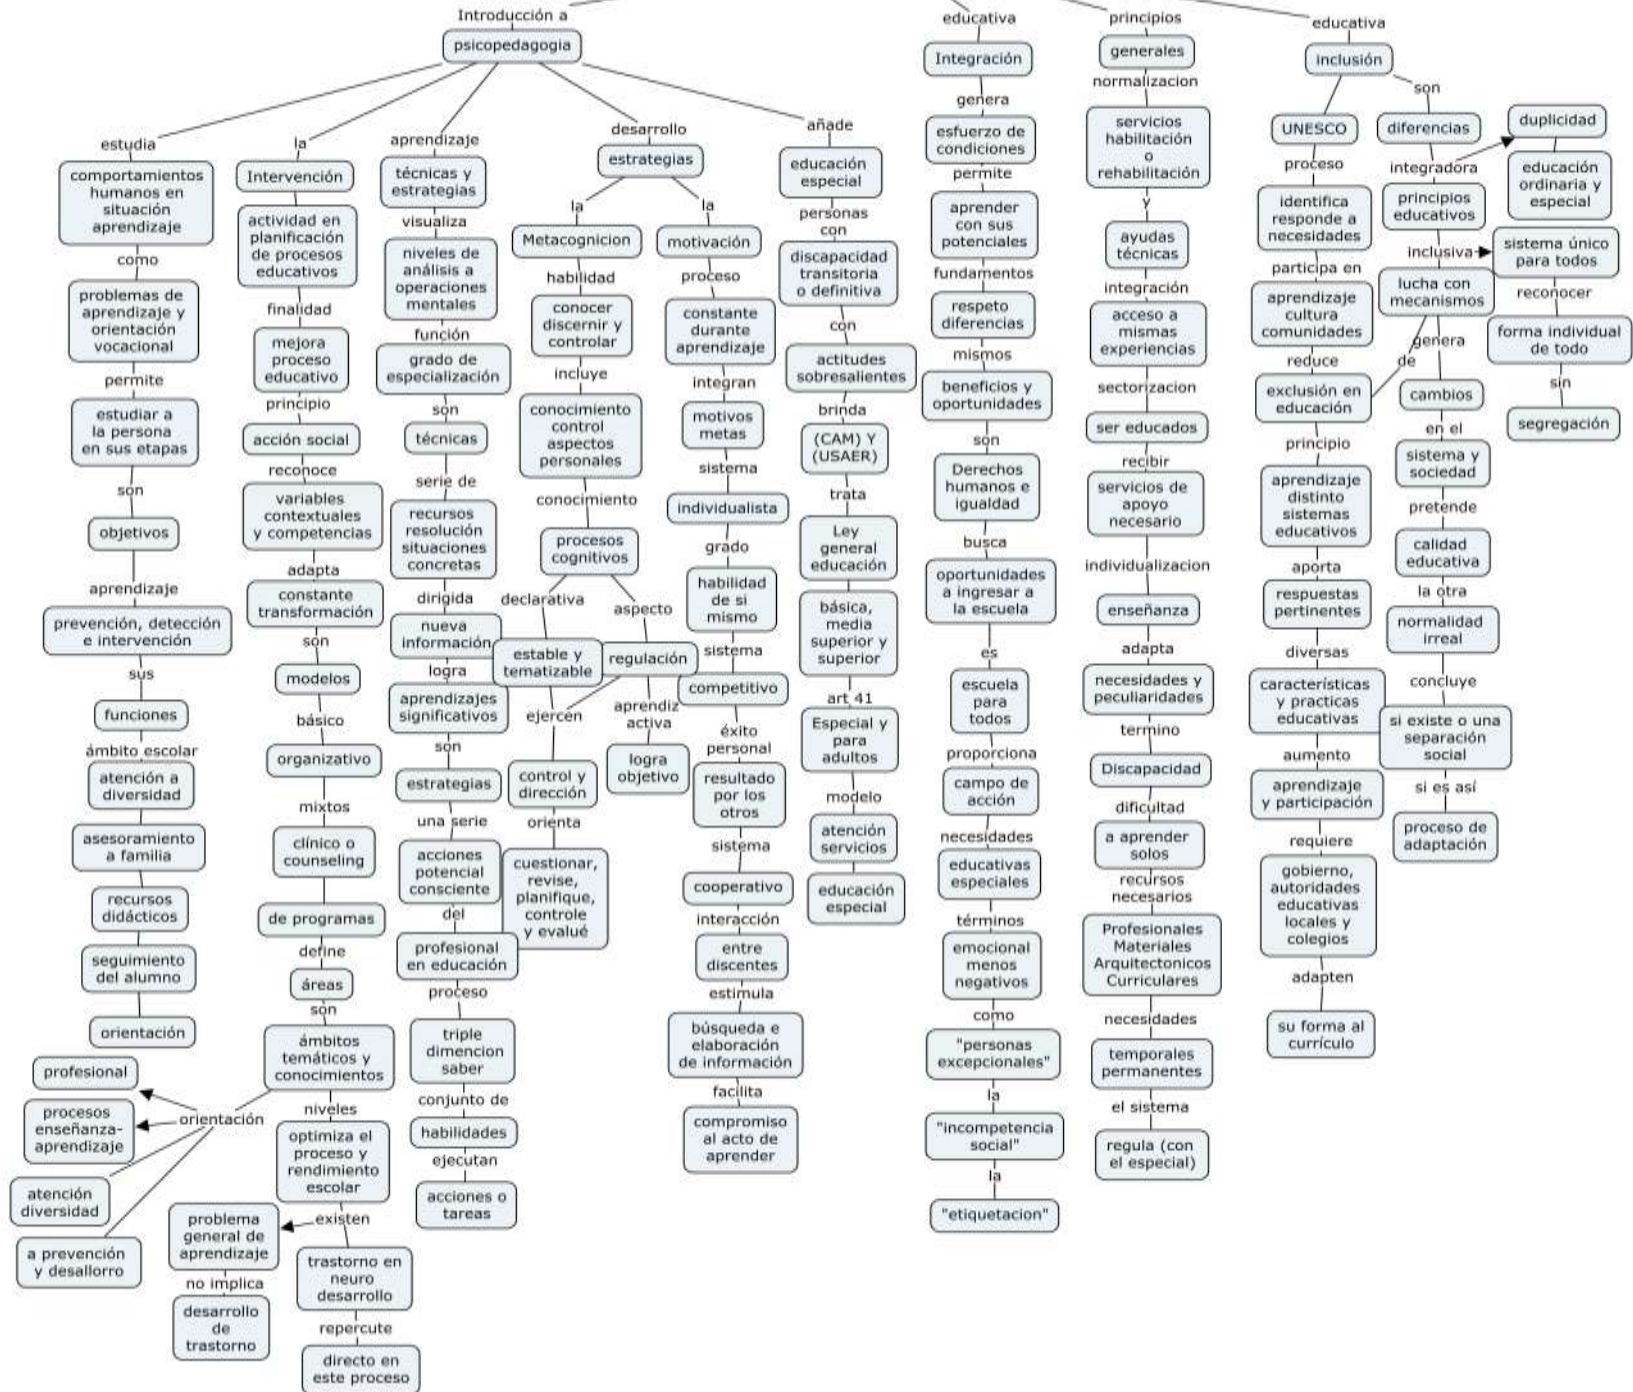 Introducción a
psicopedagogia
estudia
comportamientos
humanos en
situación
aprendizaje
como
problemas de
aprendizaje y
orientación
vocacional
permite
estudiar a
la persona
en sus etapas
son
objetivos
aprendizaje
prevención, detección
e intervención
sus
funciones
ámbito escolar
atención a
diversidad
asesoramiento
a familia
recursos
didácticos
seguimiento
del alumno
orientación
la
Intervención
actividad en
planificación
de procesos
educativos
finalidad
mejora
proceso
educativo
principio
acción social
reconoce
variables
contextuales
y competencias
adapta
constante
transformación
son
modelos
básico
organizativo
mixtos
clínico o
counseling
de programas
define
áreas
son
ámbitos
temáticos y
conocimientos
orientación
profesional
procesos
enseñanza-
aprendizaje
atención
diversidad
a prevención
y desallorro
niveles
optimiza el
proceso y
rendimiento
escolar
existen
problema
general de
aprendizaje
no implica
desarrollo
de
trastorno
trastorno en
neuro
desarrollo
repercute
directo en
este proceso
aprendizaje
técnicas y
estrategias
visualiza
niveles de
análisis a
operaciones
mentales
función
grado de
especialización
son
técnicas
serie de
recursos
resolución
situaciones
concretas
dirigida
nueva
información
logra
aprendizajes
significativos
son
estrategias
una serie
acciones
potencial
consciente
del
profesional
en educación
proceso
triple
dimencion
saber
conjunto de
habilidades
ejecutan
acciones o
tareas
desarrollo
estrategias
la
Metacognicion
habilidad
conocer
discernir y
controlar
incluye
conocimiento
control
aspectos
personales
conocimiento
procesos
cognitivos
declarativa
estable y
tematizable
aspecto
regulación
ejercen
control y
dirección
orienta
cuestionar,
revise,
planifique,
controle
y evalué
aprendiz
activa
logra
objetivo
la
motivación
proceso
constante
durante
aprendizaje
integran
motivos
metas
sistema
individualista
grado
habilidad
de si
mismo
sistema
competitivo
éxito
personal
resultado
por los
otros
sistema
cooperativo
interacción
entre
discentes
estimula
búsqueda e
elaboración
de información
facilita
compromiso
al acto de
aprender
añade
educación
especial
personas
con
discapacidad
transitoria
o definitiva
con
actitudes
sobresalientes
brinda
(CAM) Y
(USAER)
trata
Ley
general
educación
básica,
media
superior y
superior
art 41
Especial y
para
adultos
modelo
atención
servicios
educación
especial
educativa
Integración
genera
esfuerzo de
condiciones
permite
aprender
con sus
potenciales
fundamentos
respeto
diferencias
mismos
beneficios y
oportunidades
son
Derechos
humanos e
igualdad
busca
oportunidades
a ingresar a
la escuela
es
escuela
para
todos
proporciona
campo de
acción
necesidades
educativas
especiales
términos
emocional
menos
negativos
como
"personas
excepcionales"
la
"incompetencia
social"
la
"etiquetacion"
principios
generales
normalizacion
servicios
habilitación
o
rehabilitación
y
ayudas
técnicas
integración
acceso a
mismas
experiencias
sectorizacion
ser educados
recibir
servicios de
apoyo
necesario
individualizacion
enseñanza
adapta
necesidades y
peculiaridades
termino
Discapacidad
dificultad
a aprender
solos
recursos
necesarios
Profesionales
Materiales
Arquitectonicos
Curriculares
necesidades
temporales
permanentes
el sistema
regula (con
el especial)
educativa
inclusión
UNESCO
proceso
identifica
responde a
necesidades
participa en
aprendizaje
cultura
comunidades
reduce
exclusión en
educación
principio
aprendizaje
distinto
sistemas
educativos
aporta
respuestas
pertinentes
diversas
características
y practicas
educativas
aumento
aprendizaje
y participación
requiere
gobierno,
autoridades
educativas
locales y
colegios
adapten
su forma al
currículo
son
diferencias
integradora
duplicidad
educación
ordinaria y
especial
principios
educativos
inclusiva
sistema único
para todos
reconocer
forma individual
de todo
sin
segregación
lucha con
mecanismos
de
genera
cambios
en el
sistema y
sociedad
pretende
calidad
educativa
la otra
normalidad
irreal
concluye
si existe o una
separación
social
si es así
proceso de
adaptación